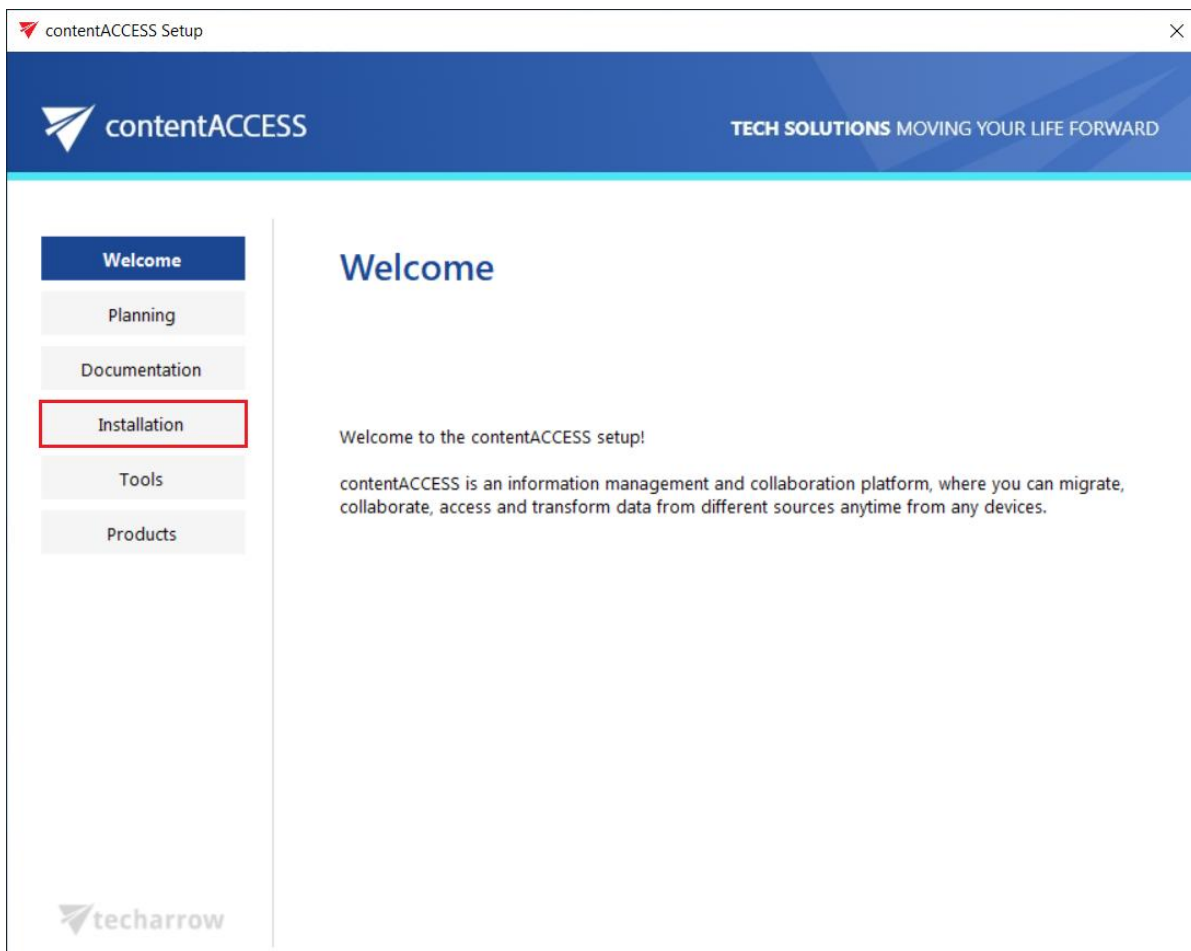 contentACCESS Setup
contentACCESS
TECH SOLUTIONS MOVING YOUR LIFE FORWARD
Welcome
Planning
Documentation
Installation
Tools
Products
Welcome
Welcome to the contentACCESS setup!
contentACCESS is an information management and collaboration platform, where you can migrate,
collaborate, access and transform data from different sources anytime from any devices.
techarrow